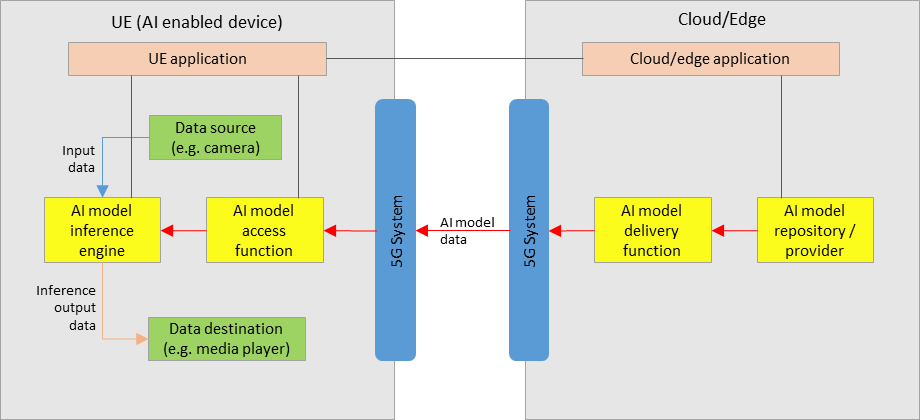 UE (AI enabled device)
Cloud/Edge
UE application
Cloud/edge application
Data source
(e.g. camera)
Input
data
AI model
inference
engine
AI model
access
function
5G System
AI model
data
5G System
AI model
delivery
function
AI model
repository /
provider
Inference
output
data
Data destination
(e.g. media player)